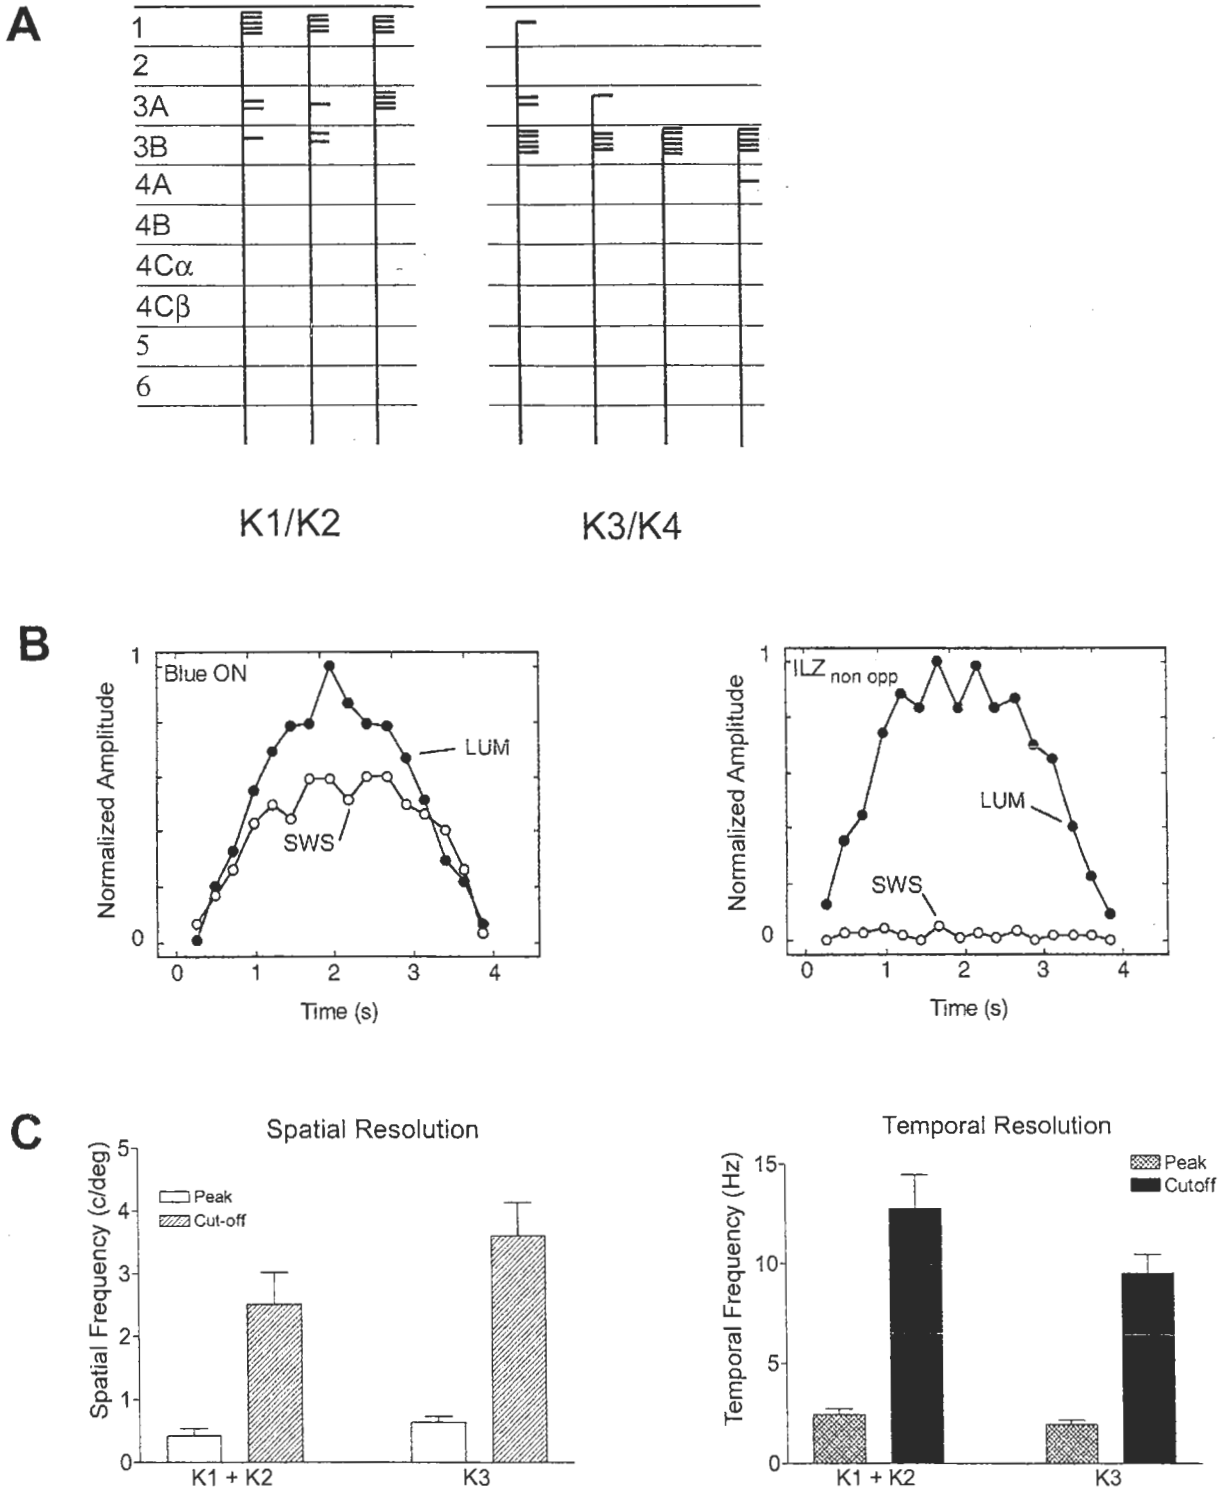 A
1
2
3A
3B
4A
4B
4Cα
4Cβ
5
6
K1/K2
K3/K4
B
1
Blue ON
LUM
SWS
Normalized Amplitude
0
0 1 2 3 4
Time (s)
1
ILZ non opp
LUM
SWS
Normalized Amplitude
0
0 1 2 3 4
Time (s)
C
Spatial Resolution
Spatial Frequency (c/deg)
5
4
3
2
1
0
Peak
Cut-off
K1 + K2 K3
Temporal Resolution
Temporal Frequency (Hz)
15
10
5
0
Peak
Cutoff
K1 + K2 K3